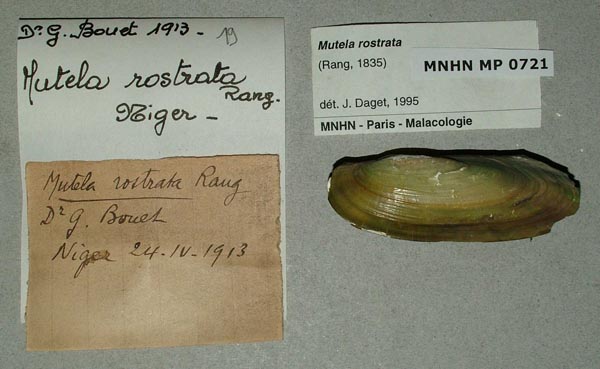 Dr. G. Bouet 1913 - 19
Mutela rostrata
Rang.
Niger -
Mutela rostrata Rang
Dr G. Bouet
Niger 24-IV-1913
Mutela rostrata
(Rang, 1835)
MNHN MP 0721
dét. J. Daget, 1995
MNHN - Paris - Malacologie